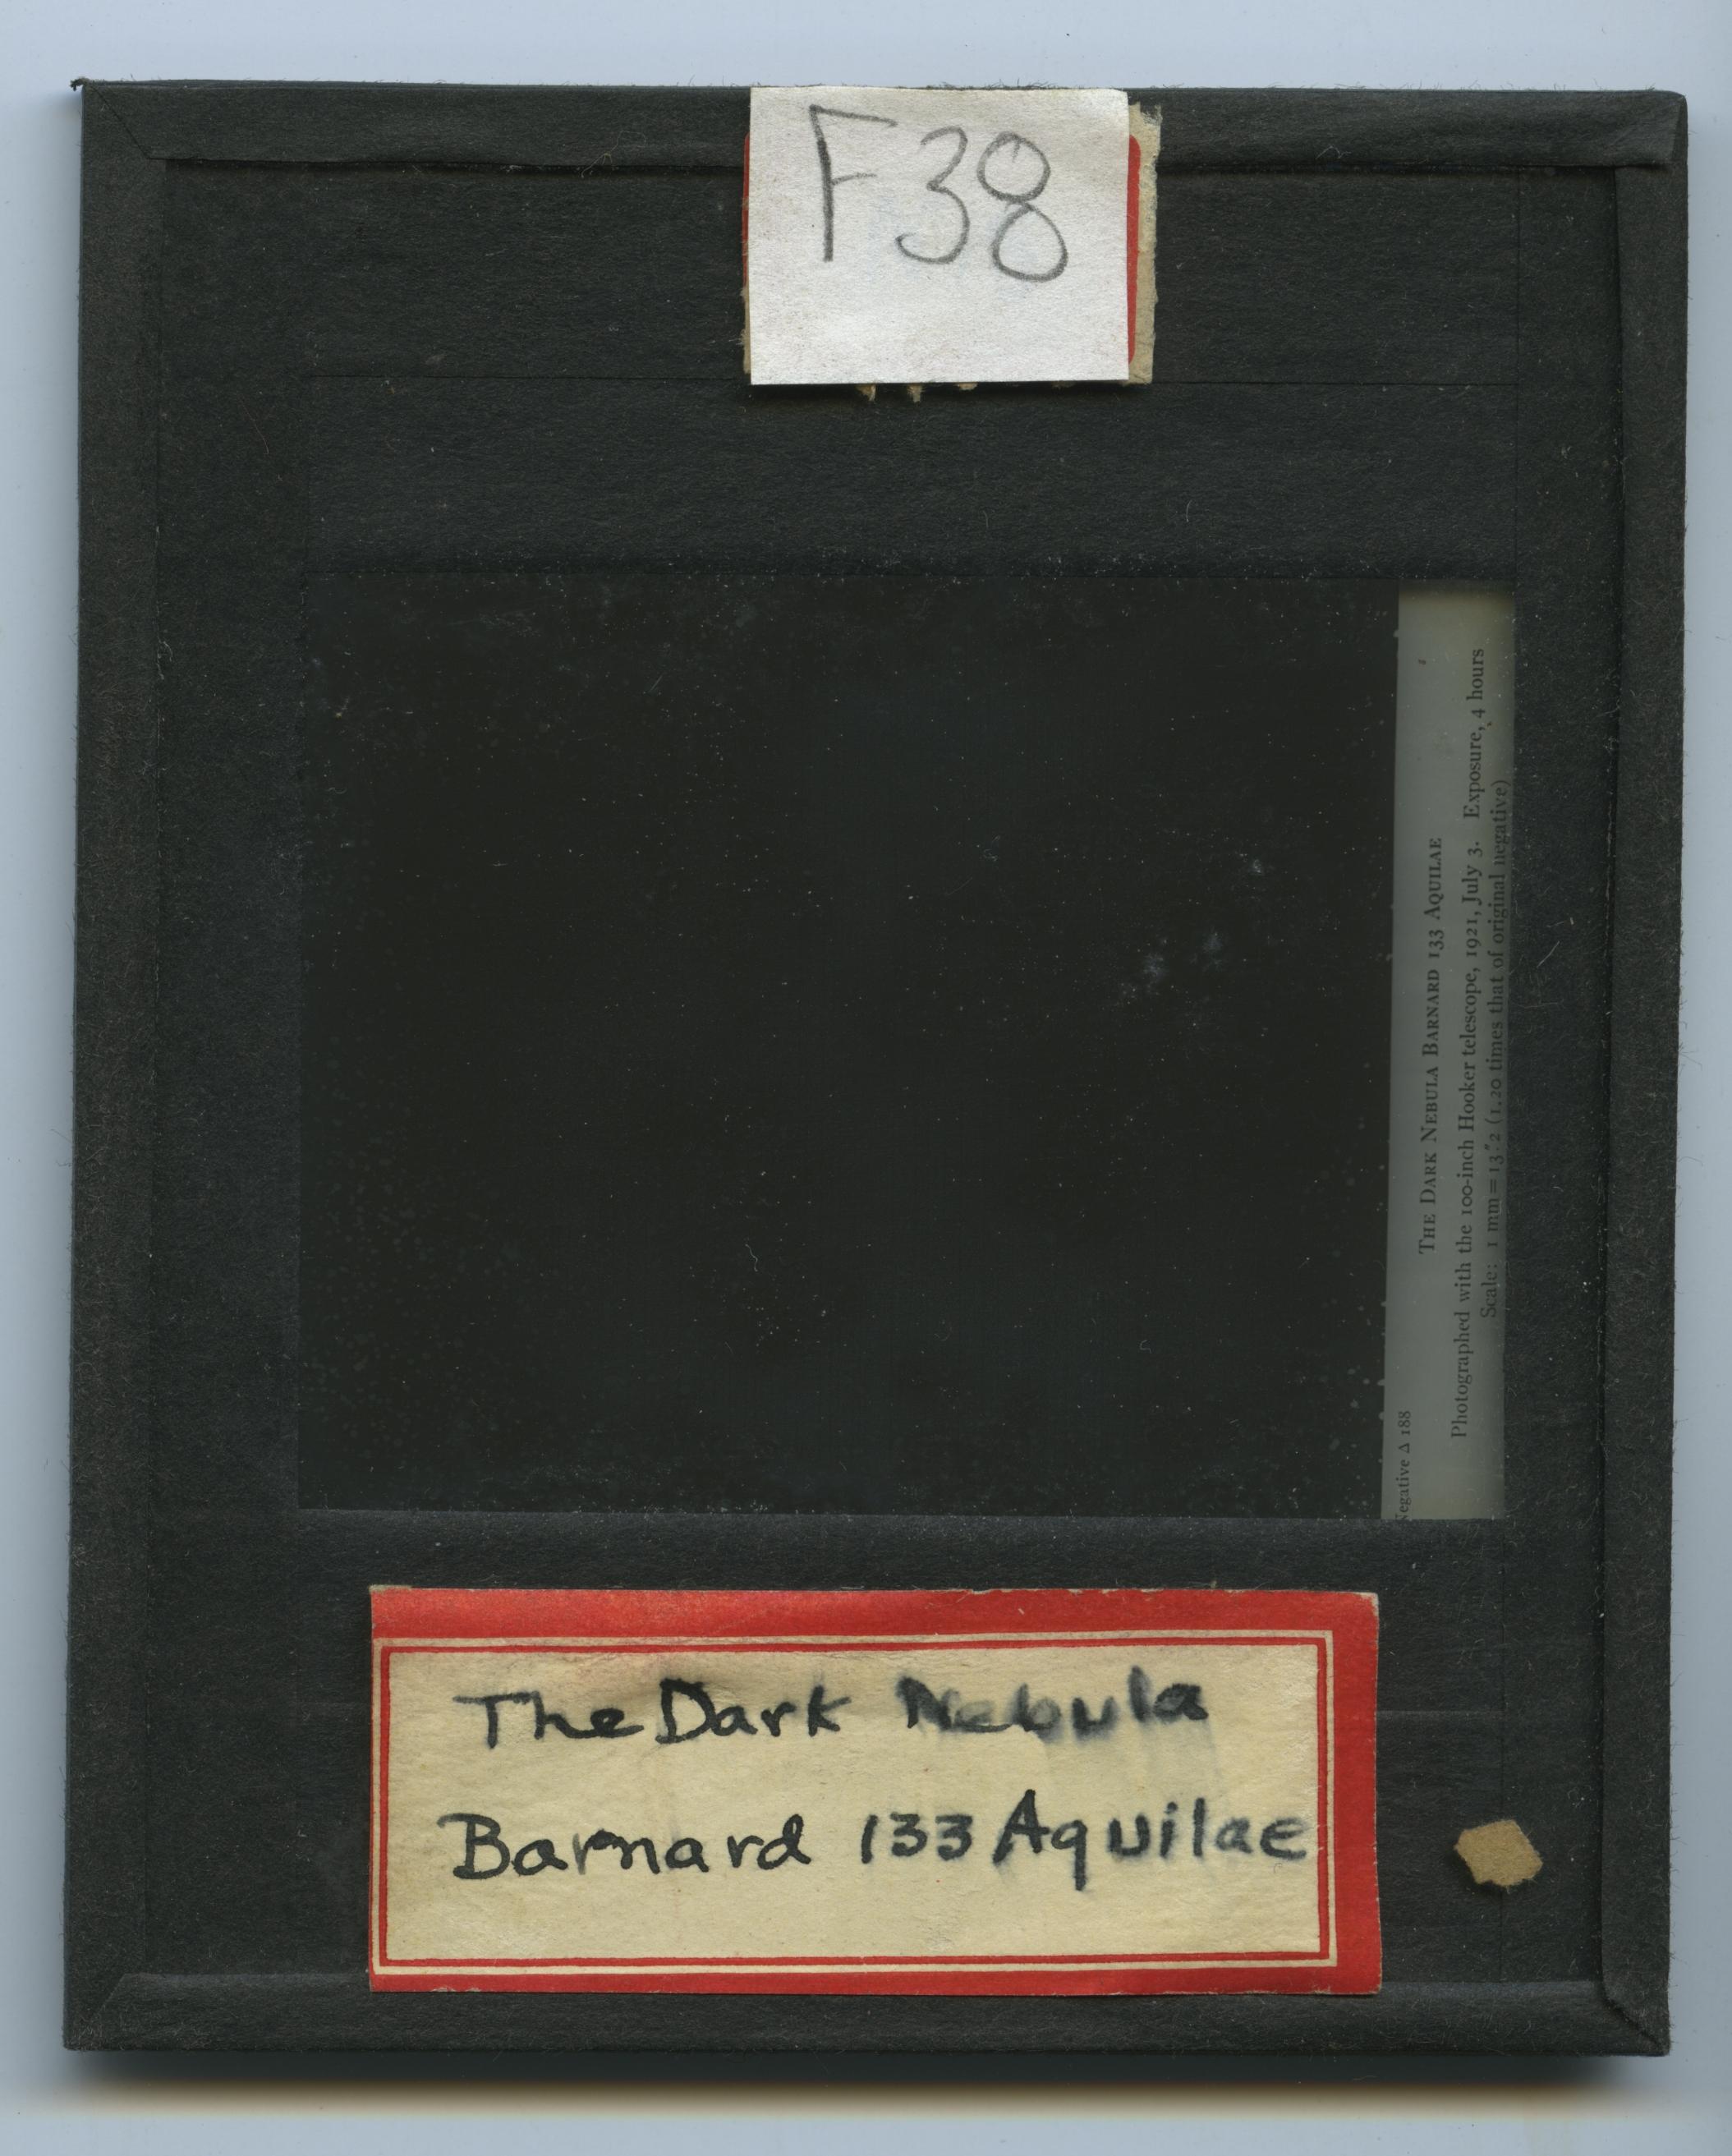 F38
Negative Δ 188
THE DARK NEBULA BARNARD 133 AQUILAE
Photographed with the 100-inch Hooker telescope, 1921, July 3. Exposure, 4 hours
Scale: 1 mm = 13″.2 (1.20 times that of original negative)
The Dark Nebula
Barnard 133 Aquilae